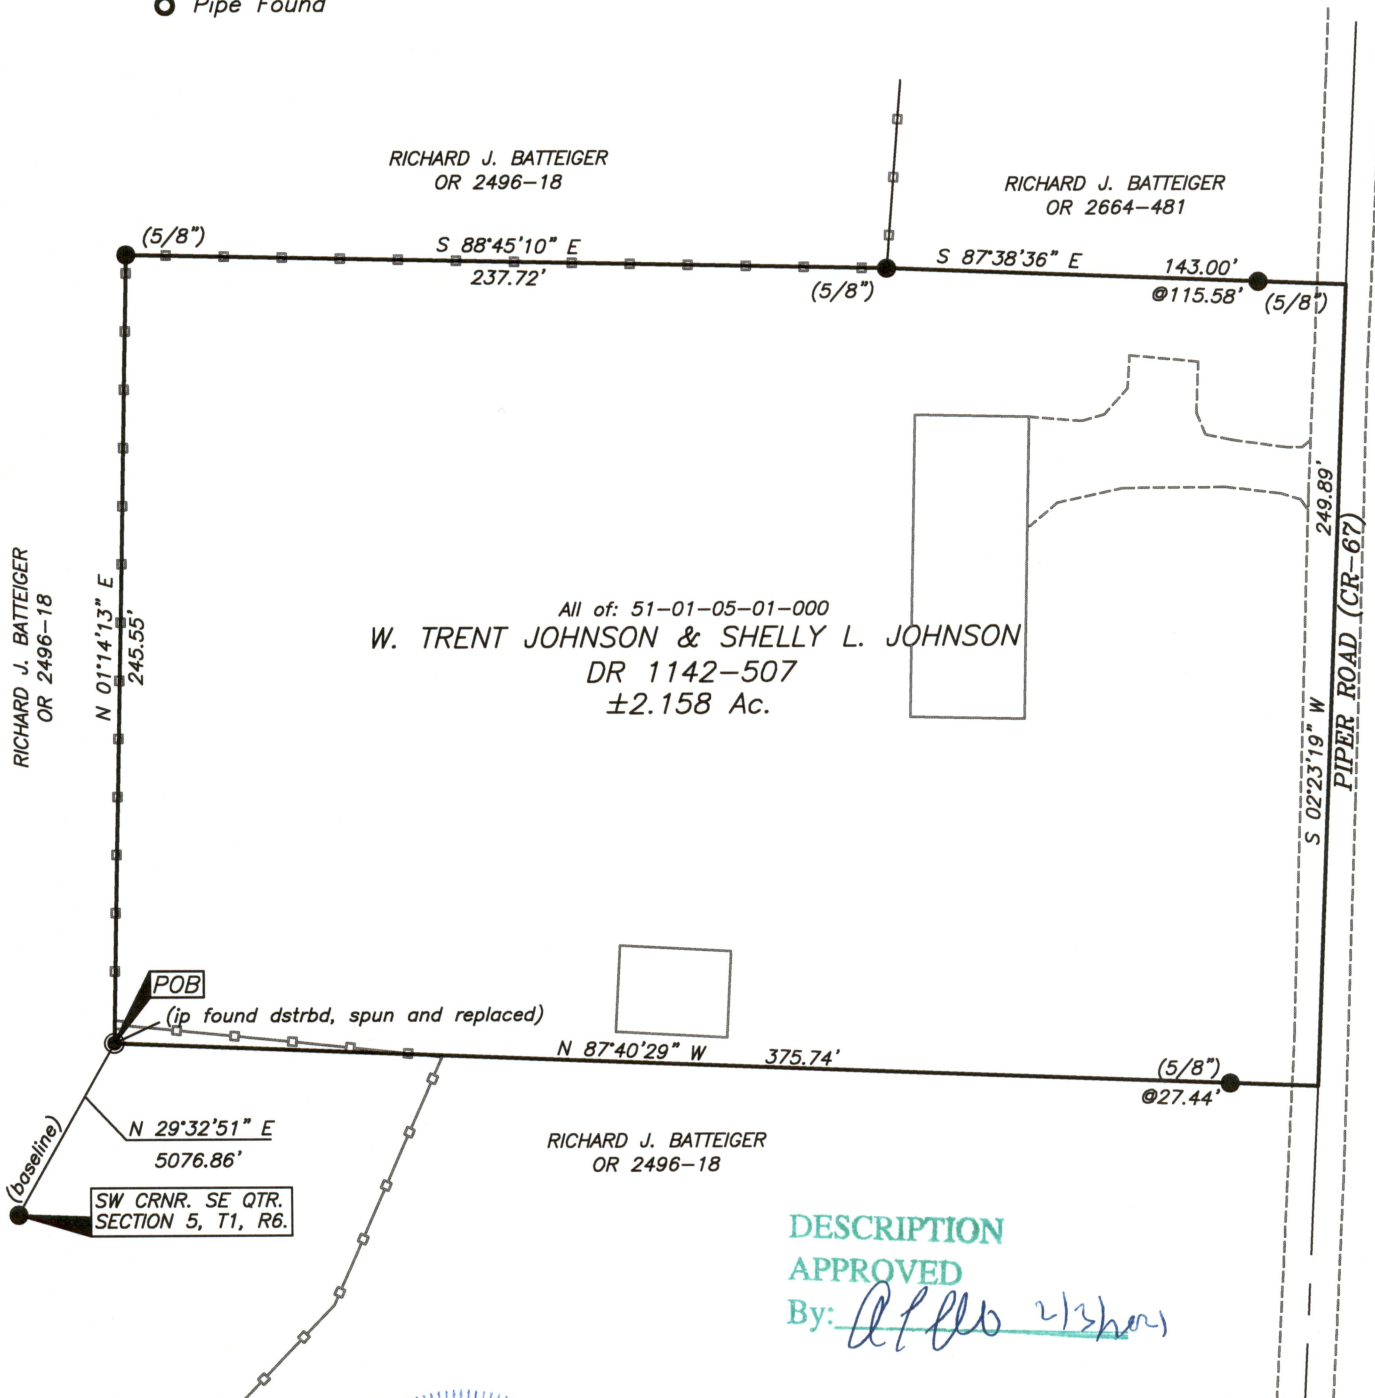 Pipe Found
RICHARD J. BATTEIGER
OR 2496-18
RICHARD J. BATTEIGER
OR 2664-481
(5/8")
S 88°45'10" E
237.72'
(5/8")
S 87°38'36" E
143.00'
@115.58'
(5/8")
249.89'
S 02°23'19" W
PIPER ROAD (CR-67)
RICHARD J. BATTEIGER
OR 2496-18
N 01°14'13" E
245.55'
All of: 51-01-05-01-000
W. TRENT JOHNSON & SHELLY L. JOHNSON
DR 1142-507
±2.158 Ac.
POB
(ip found dstrbd, spun and replaced)
N 87°40'29" W 375.74'
(5/8")
@27.44'
N 29°32'51" E
5076.86'
(baseline)
SW CRNR. SE QTR.
SECTION 5, T1, R6.
RICHARD J. BATTEIGER
OR 2496-18
DESCRIPTION
APPROVED
By: